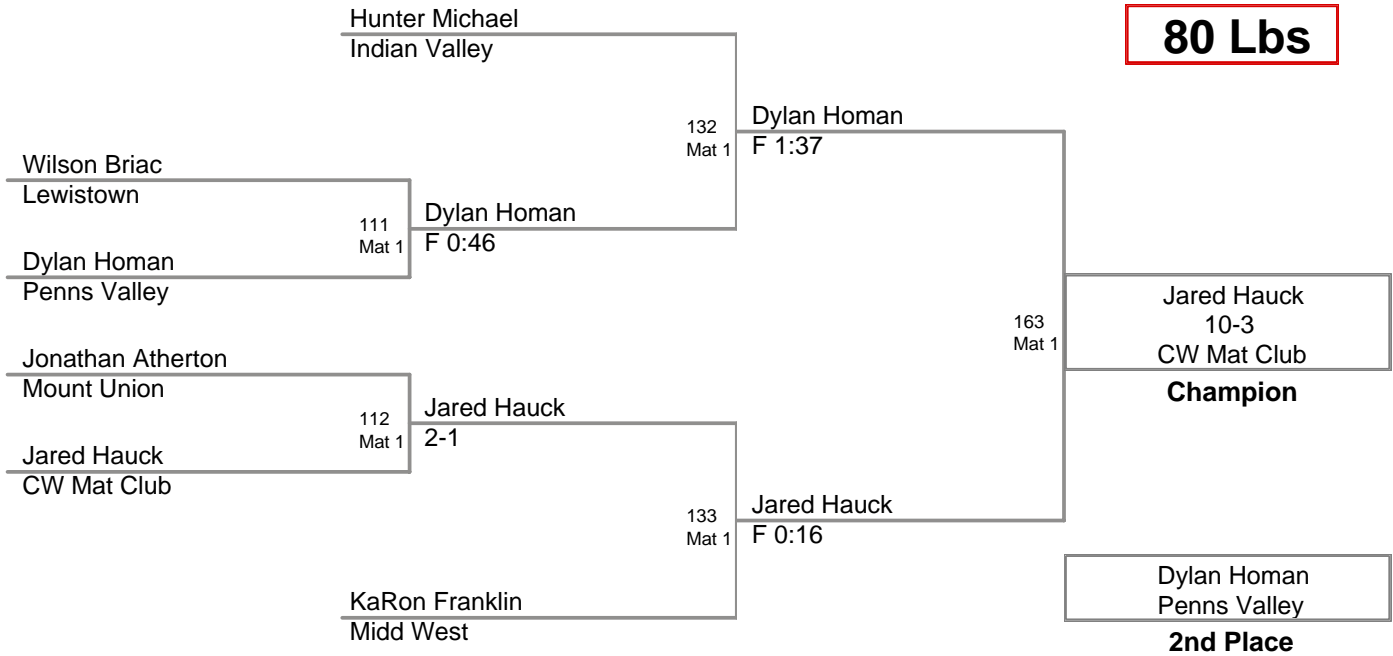 Hunter Michael
Indian Valley
80 Lbs
132
Mat 1
Dylan Homan
F 1:37
Wilson Briac
Lewistown
111
Mat 1
Dylan Homan
F 0:46
Dylan Homan
Penns Valley
163
Mat 1
Jared Hauck
10-3
CW Mat Club
Champion
Jonathan Atherton
Mount Union
112
Mat 1
Jared Hauck
2-1
Jared Hauck
CW Mat Club
133
Mat 1
Jared Hauck
F 0:16
KaRon Franklin
Midd West
Dylan Homan
Penns Valley
2nd Place